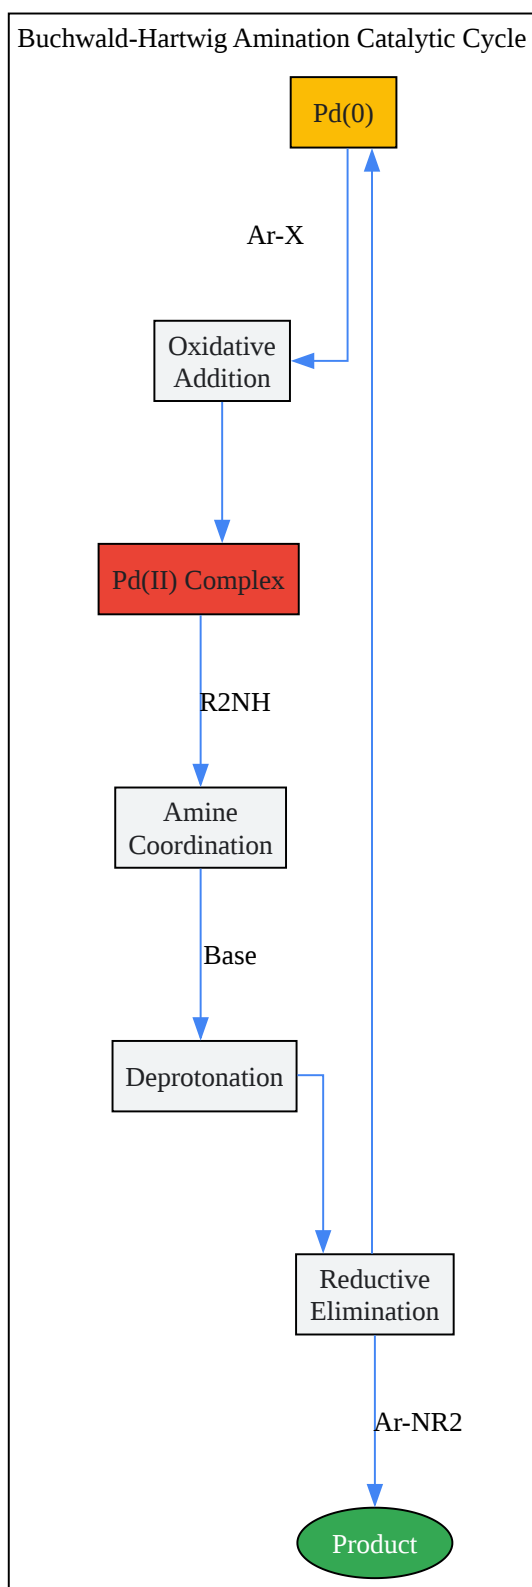 Buchwald-Hartwig Amination Catalytic Cycle
Pd(0)
Ar-X
Oxidative
Addition
Pd(II) Complex
R2NH
Amine
Coordination
Base
Deprotonation
Reductive
Elimination
Ar-NR2
Product